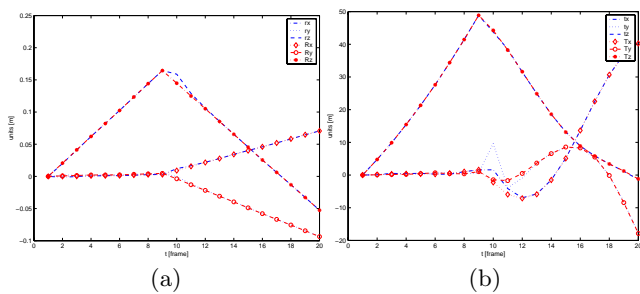 0.2
0.15
0.1
0.05
0
-0.05
-0.1
units [m]
0 2 4 6 8 10 12 14 16 18 20
t [frame]
rx
ry
rz
Rx
Ry
Rz
(a)
50
40
30
20
10
0
-10
-20
units [m]
0 2 4 6 8 10 12 14 16 18 20
t [frame]
tx
ty
tz
Tx
Ty
Tz
(b)